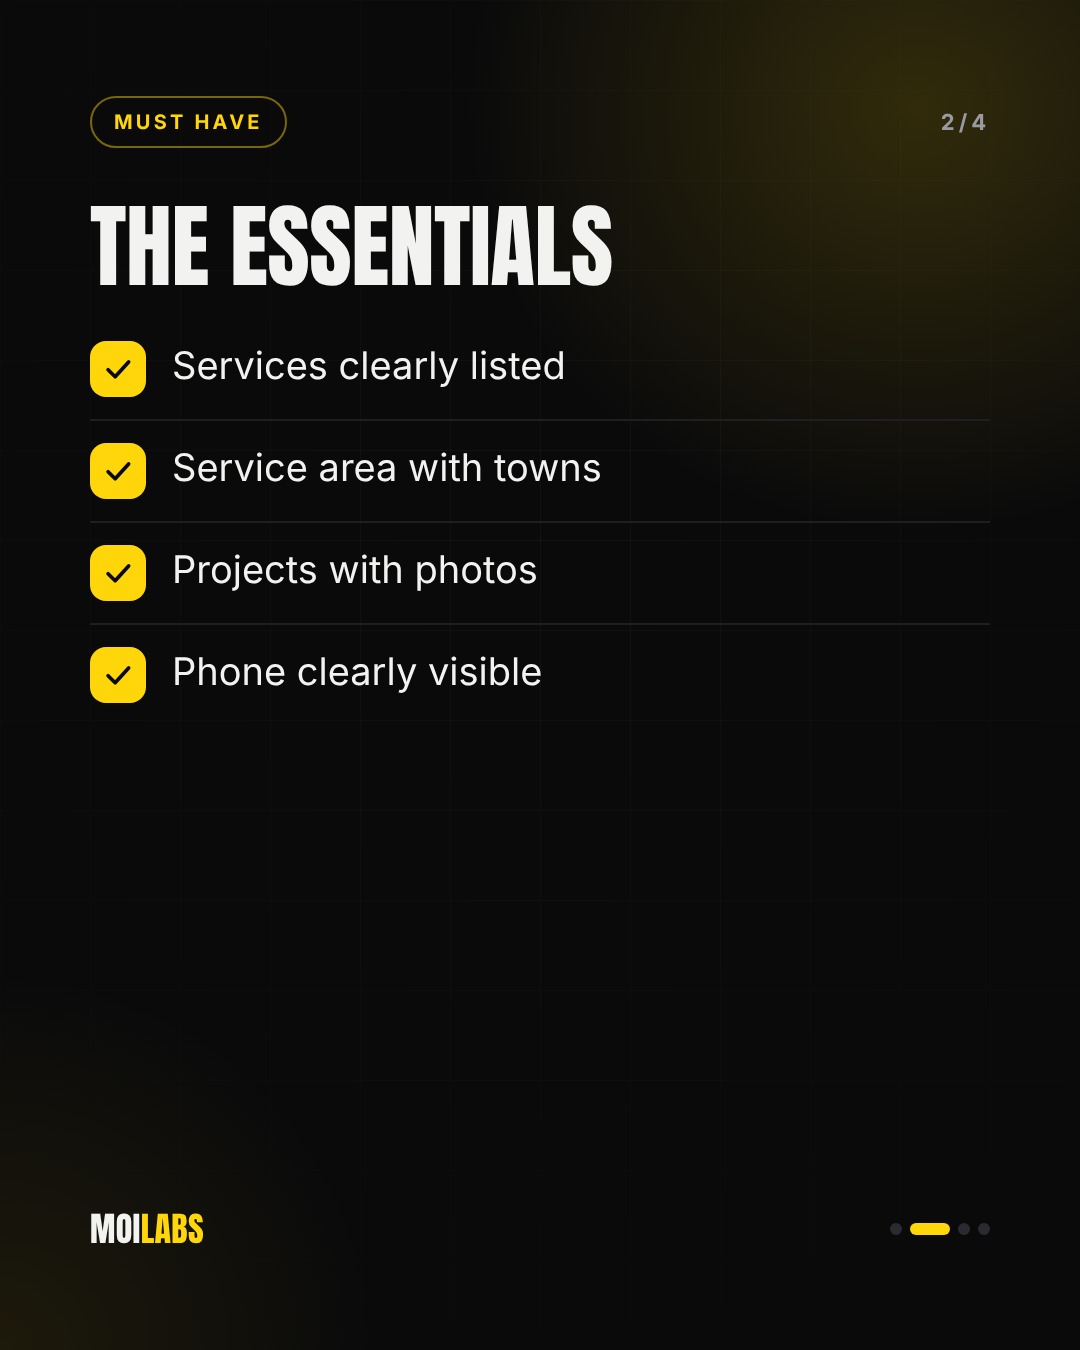 MUST HAVE
2/4
THE ESSENTIALS
Services clearly listed
Service area with towns
Projects with photos
Phone clearly visible
MOILABS